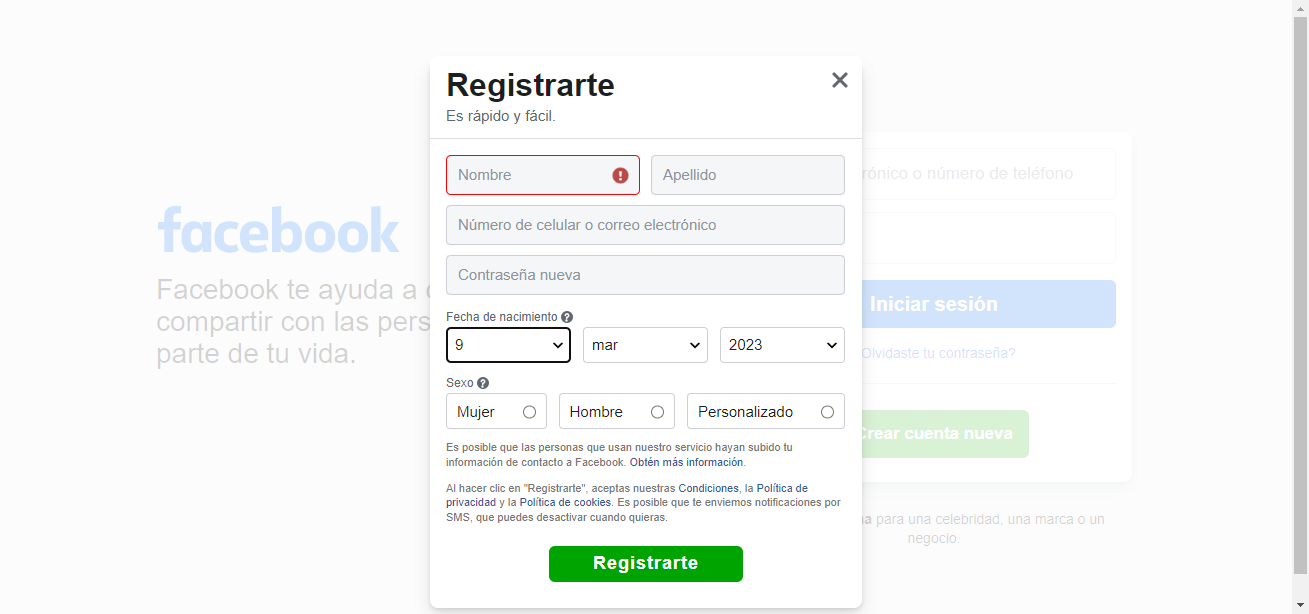 Registrarte
Es rápido y fácil.
Nombre
Apellido
Número de celular o correo electrónico
Contraseña nueva
Fecha de nacimiento
9
mar
2023
Sexo
Mujer
Hombre
Personalizado
Es posible que las personas que usan nuestro servicio hayan subido tu
información de contacto a Facebook. Obtén más información.
Al hacer clic en "Registrarte", aceptas nuestras Condiciones, la Política de
privacidad y la Política de cookies. Es posible que te enviemos notificaciones por
SMS, que puedes desactivar cuando quieras.
Registrarte
facebook
Facebook te ayuda a
compartir con las pers
parte de tu vida.
rónico o número de teléfono
Iniciar sesión
Olvidaste tu contraseña?
Crear cuenta nueva
para una celebridad, una marca o un
negocio.